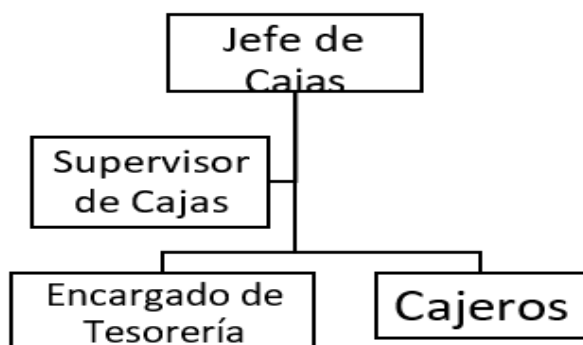 Jefe de
Cajas
Supervisor
de Cajas
Encargado de
Tesorería
Cajeros